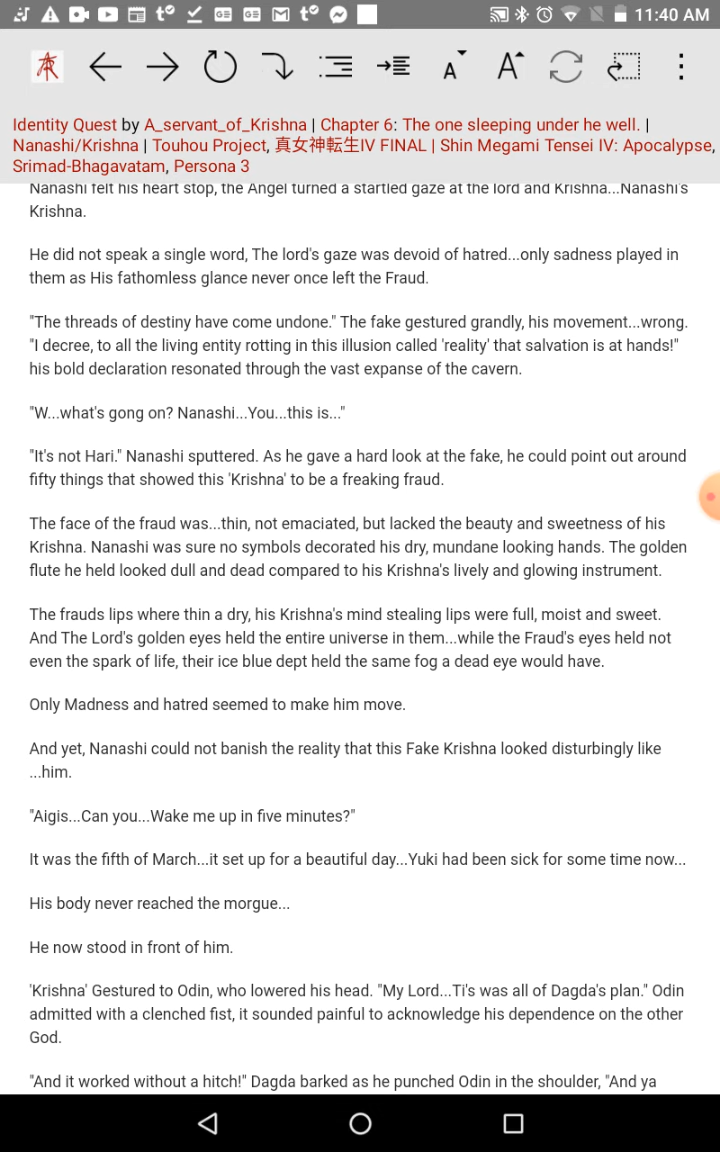 11:40 AM
Identity Quest by A_servant_of_Krishna | Chapter 6: The one sleeping under he well. |
Nanashi/Krishna | Touhou Project, 真女神転生IV FINAL | Shin Megami Tensei IV: Apocalypse,
Srimad-Bhagavatam, Persona 3
Nanashi felt his heart stop, the Angel turned a startled gaze at the lord and Krishna...Nanashi's
Krishna.
He did not speak a single word, The lord's gaze was devoid of hatred...only sadness played in
them as His fathomless glance never once left the Fraud.
"The threads of destiny have come undone." The fake gestured grandly, his movement...wrong.
"I decree, to all the living entity rotting in this illusion called 'reality' that salvation is at hands!"
his bold declaration resonated through the vast expanse of the cavern.
"W...what's gong on? Nanashi...You...this is..."
"It's not Hari." Nanashi sputtered. As he gave a hard look at the fake, he could point out around
fifty things that showed this 'Krishna' to be a freaking fraud.
The face of the fraud was...thin, not emaciated, but lacked the beauty and sweetness of his
Krishna. Nanashi was sure no symbols decorated his dry, mundane looking hands. The golden
flute he held looked dull and dead compared to his Krishna's lively and glowing instrument.
The frauds lips where thin a dry, his Krishna's mind stealing lips were full, moist and sweet.
And The Lord's golden eyes held the entire universe in them...while the Fraud's eyes held not
even the spark of life, their ice blue dept held the same fog a dead eye would have.
Only Madness and hatred seemed to make him move.
And yet, Nanashi could not banish the reality that this Fake Krishna looked disturbingly like
...him.
"Aigis...Can you...Wake me up in five minutes?"
It was the fifth of March...it set up for a beautiful day...Yuki had been sick for some time now...
His body never reached the morgue...
He now stood in front of him.
'Krishna' Gestured to Odin, who lowered his head. "My Lord...Ti's was all of Dagda's plan." Odin
admitted with a clenched fist, it sounded painful to acknowledge his dependence on the other
God.
"And it worked without a hitch!" Dagda barked as he punched Odin in the shoulder, "And ya